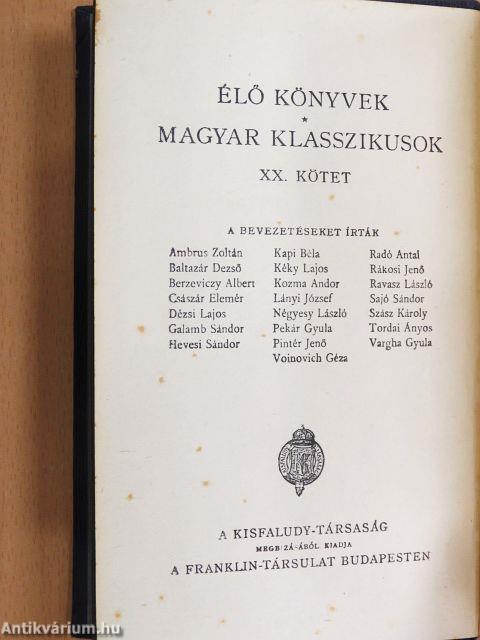 ÉLŐ KÖNYVEK
★
MAGYAR KLASSZIKUSOK
XX. KÖTET
A BEVEZETÉSEKET ÍRTÁK
Ambrus Zoltán
Baltazár Dezső
Berzeviczy Albert
Császár Elemér
Dézsi Lajos
Galamb Sándor
Hevesi Sándor
Kapi Béla
Kéky Lajos
Kozma Andor
Lányi József
Négyesy László
Pekár Gyula
Pintér Jenő
Voinovich Géza
Radó Antal
Rákosi Jenő
Ravasz László
Sajó Sándor
Szász Károly
Tordai Ányos
Vargha Gyula
A KISFALUDY-TÁRSASÁG
MEGBIZÁSÁBÓL KIADJA
A FRANKLIN-TÁRSULAT BUDAPESTEN
Antikvárium.hu